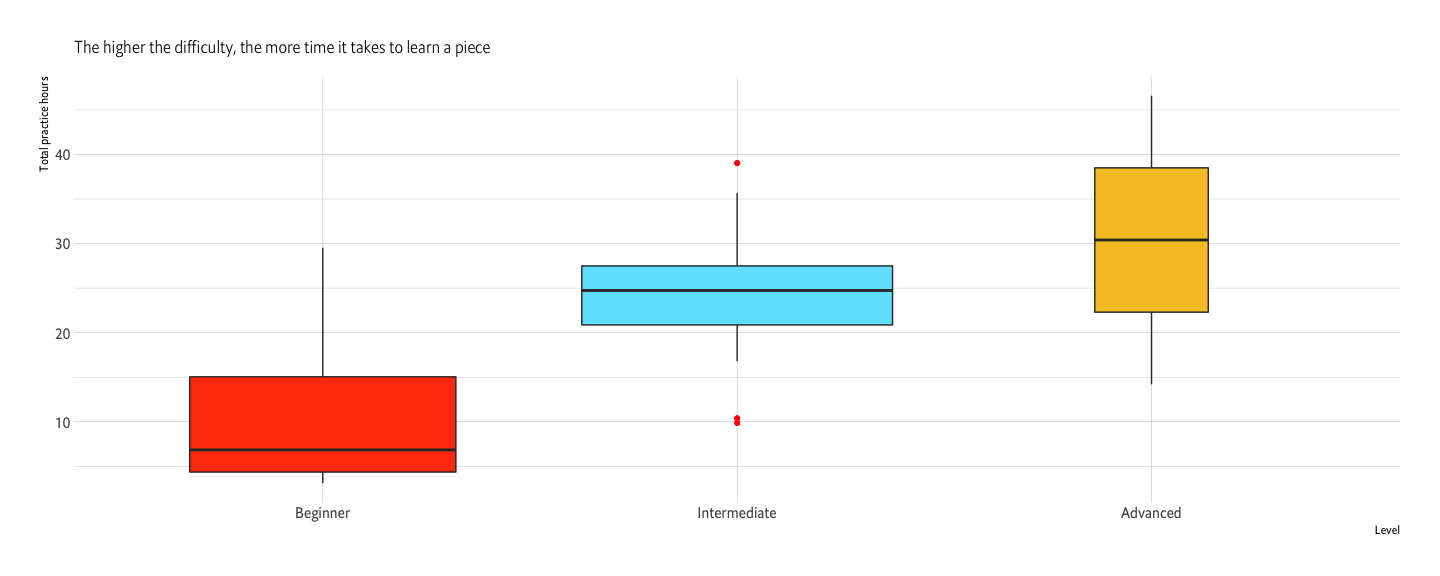 The higher the difficulty, the more time it takes to learn a piece
Total practice hours
40
30
20
10
Beginner
Intermediate
Advanced
Level